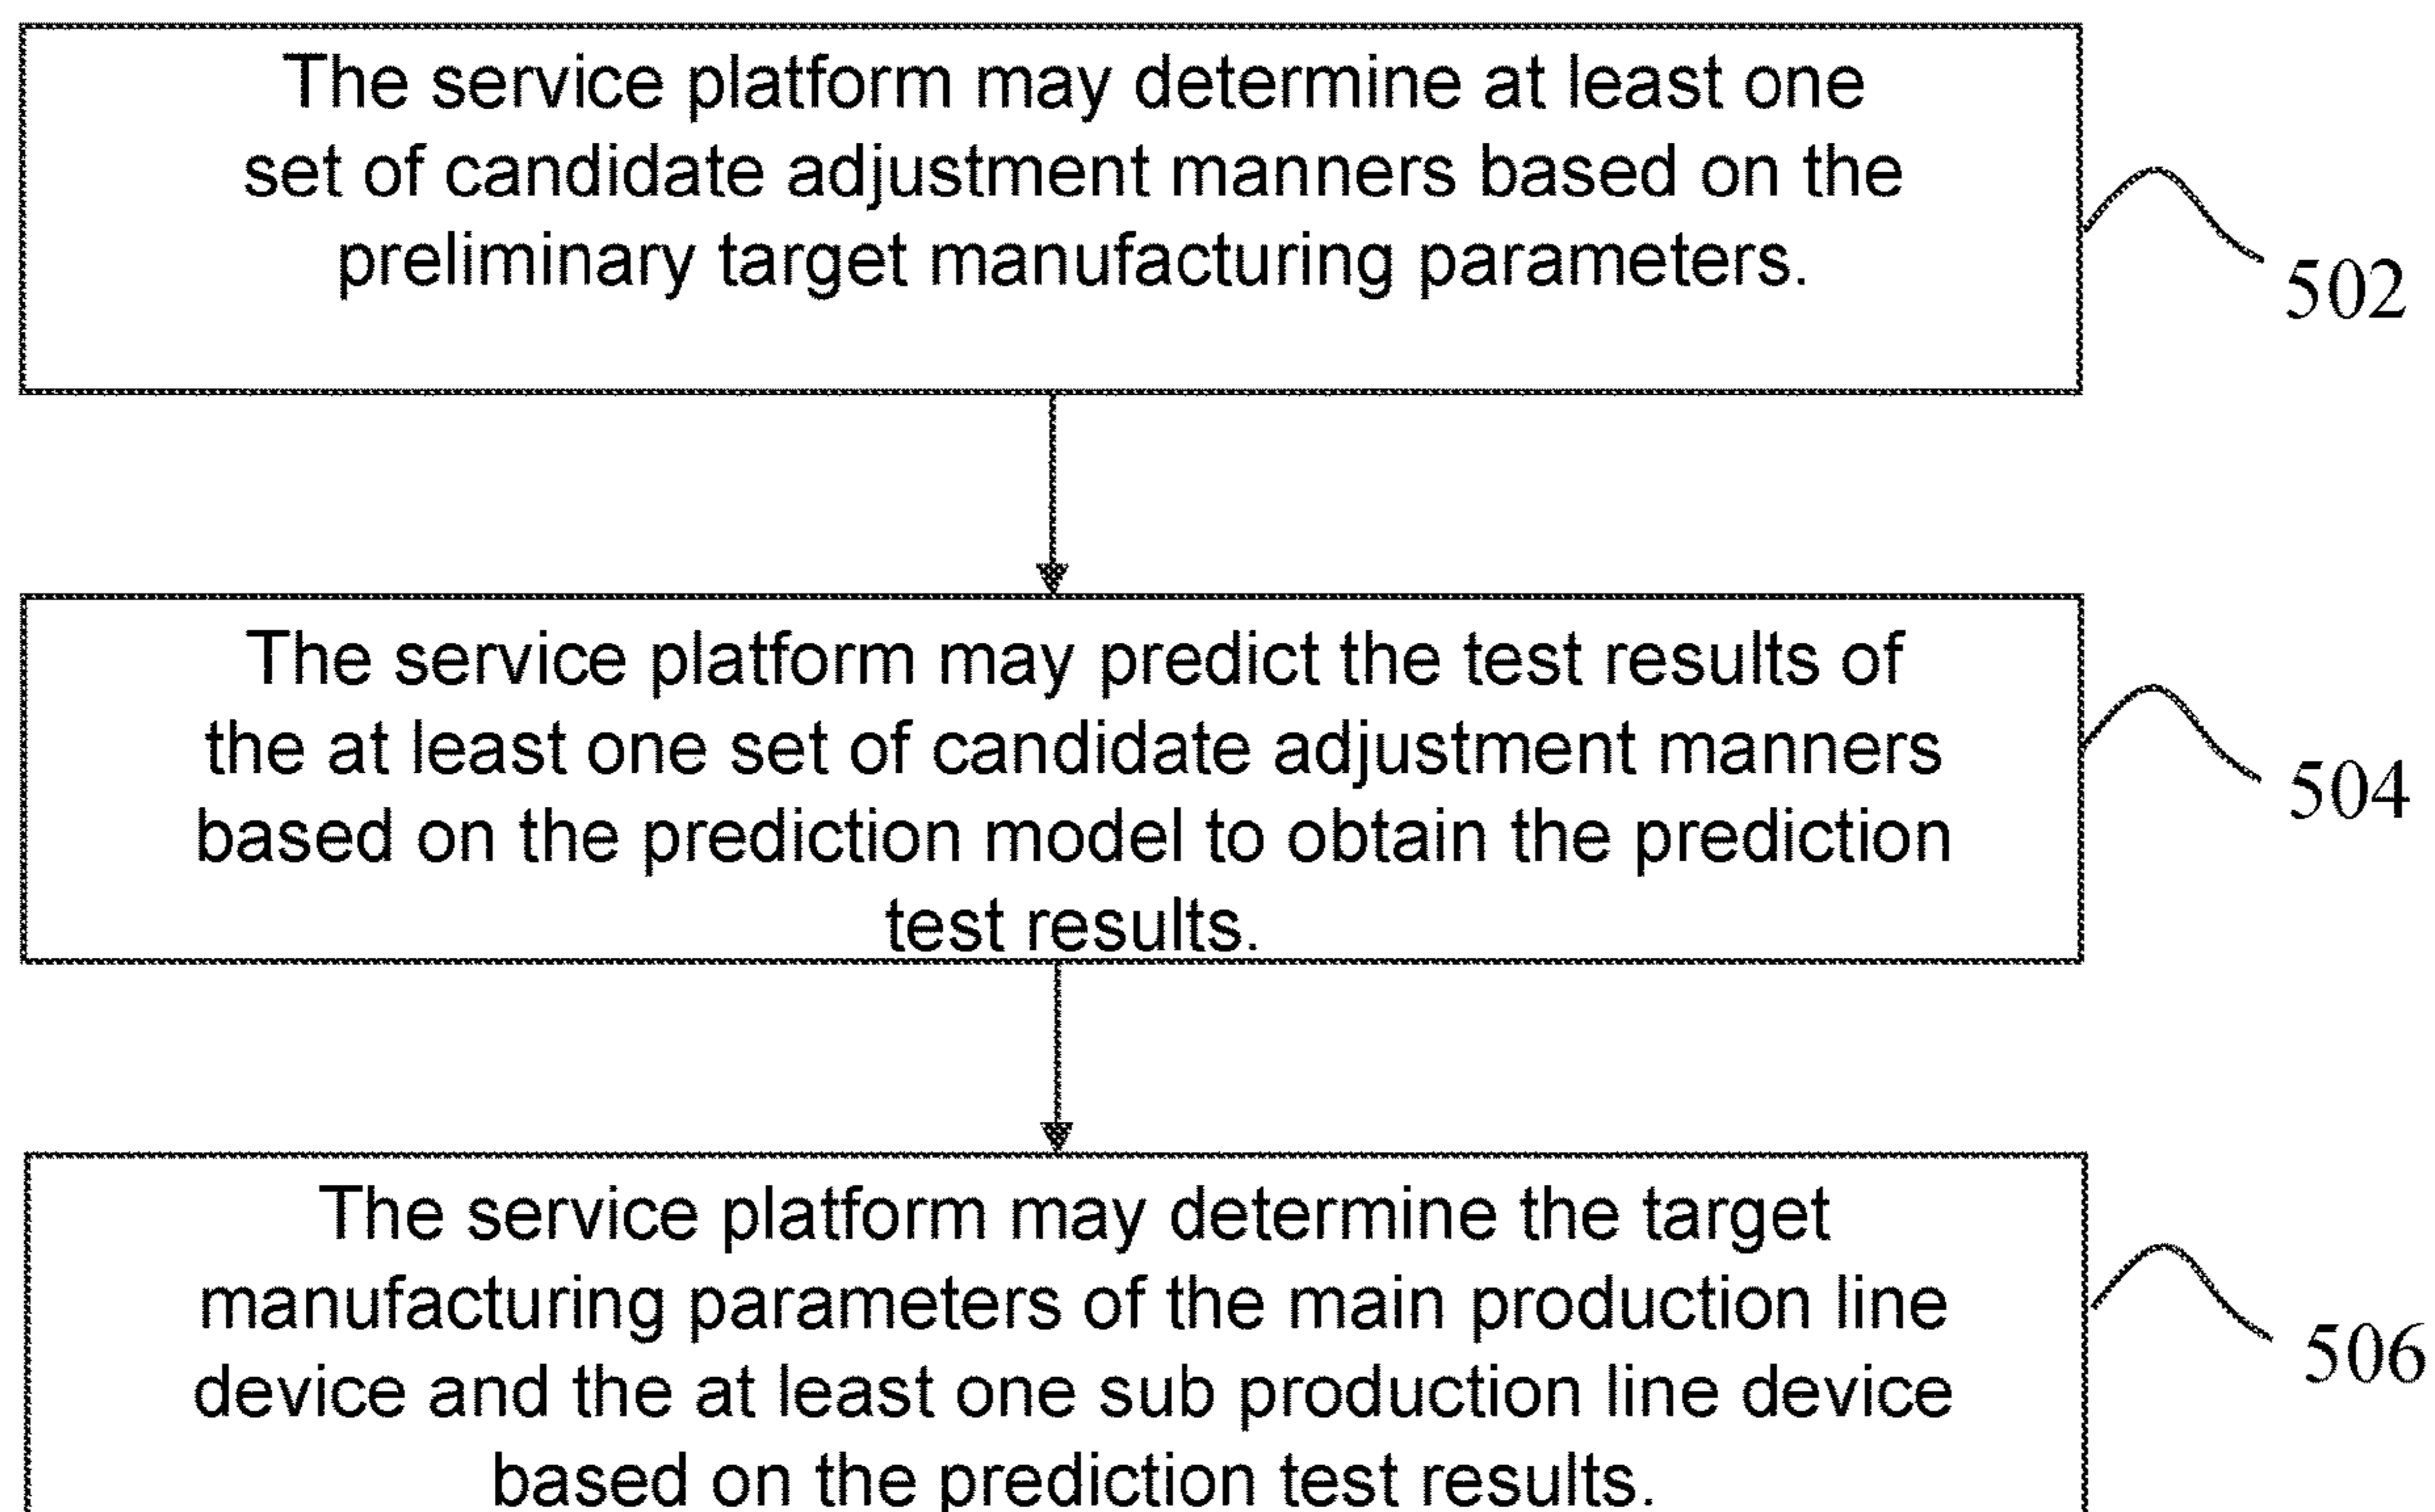 The service platform may determine at least one
set of candidate adjustment manners based on the
preliminary target manufacturing parameters.
502
The service platform may predict the test results of
the at least one set of candidate adjustment manners
based on the prediction model to obtain the prediction
test results.
504
The service platform may determine the target
manufacturing parameters of the main production line
device and the at least one sub production line device
based on the prediction test results.
506